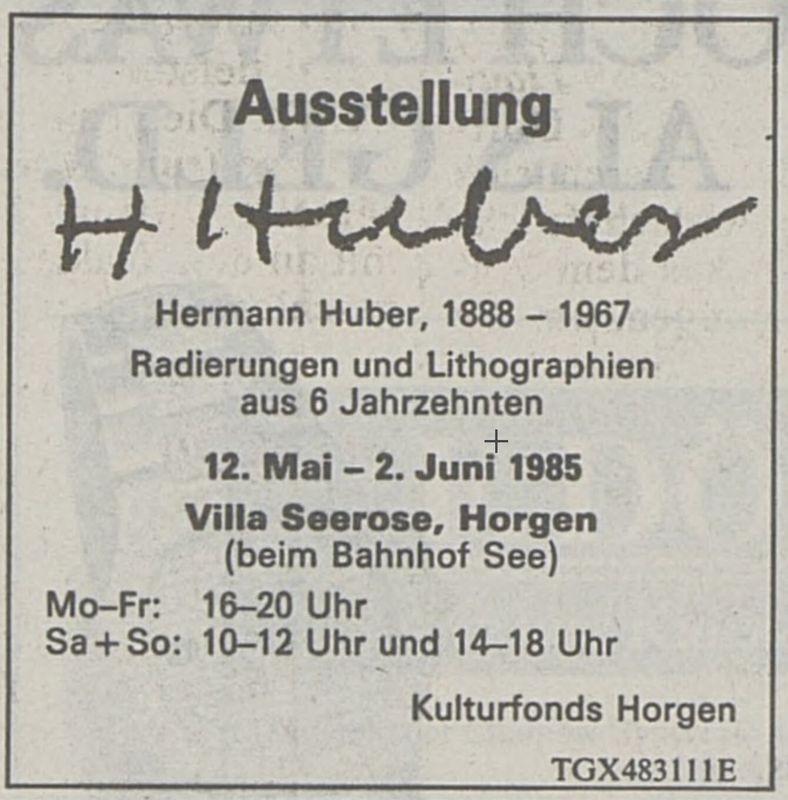 Ausstellung
H Huber
Hermann Huber, 1888 – 1967
Radierungen und Lithographien
aus 6 Jahrzehnten
12. Mai – 2. Juni 1985
Villa Seerose, Horgen
(beim Bahnhof See)
Mo–Fr: 16–20 Uhr
Sa + So: 10–12 Uhr und 14–18 Uhr
Kulturfonds Horgen
TGX483111E